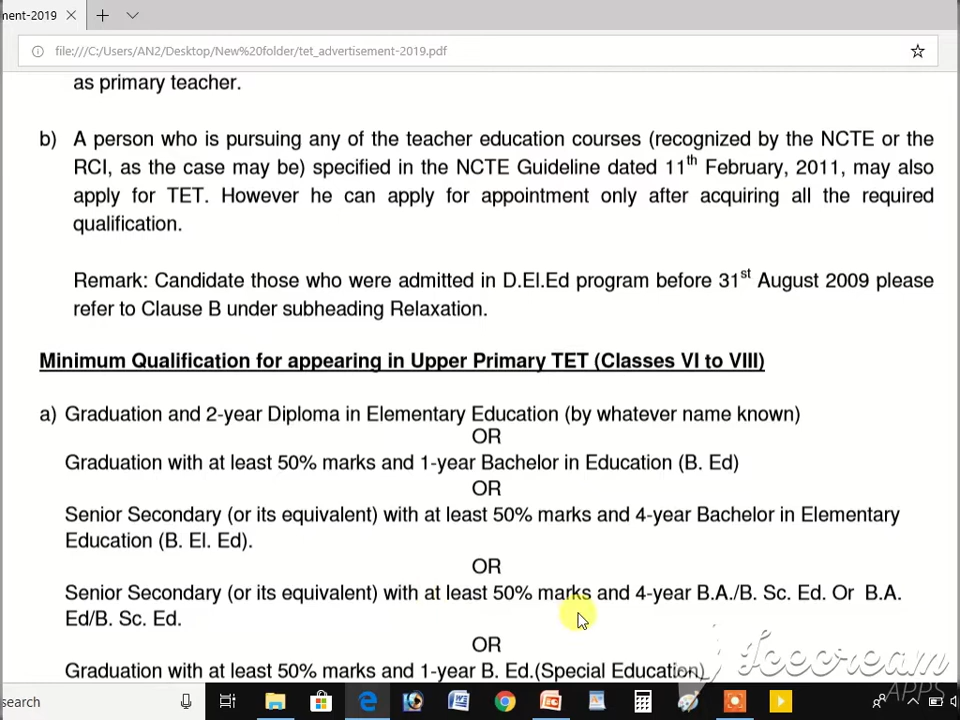 ment-2019
file:///C:/Users/AN2/Desktop/New%20folder/tet_advertisement-2019.pdf
as primary teacher.
b) A person who is pursuing any of the teacher education courses (recognized by the NCTE or the
RCI, as the case may be) specified in the NCTE Guideline dated 11th February, 2011, may also
apply for TET. However he can apply for appointment only after acquiring all the required
qualification.
Remark: Candidate those who were admitted in D.El.Ed program before 31st August 2009 please
refer to Clause B under subheading Relaxation.
Minimum Qualification for appearing in Upper Primary TET (Classes VI to VIII)
a) Graduation and 2-year Diploma in Elementary Education (by whatever name known)
OR
Graduation with at least 50% marks and 1-year Bachelor in Education (B. Ed)
OR
Senior Secondary (or its equivalent) with at least 50% marks and 4-year Bachelor in Elementary
Education (B. El. Ed).
OR
Senior Secondary (or its equivalent) with at least 50% marks and 4-year B.A./B. Sc. Ed. Or B.A.
Ed/B. Sc. Ed.
OR
Graduation with at least 50% marks and 1-year B. Ed.(Special Education)
Icecream
APPS
search